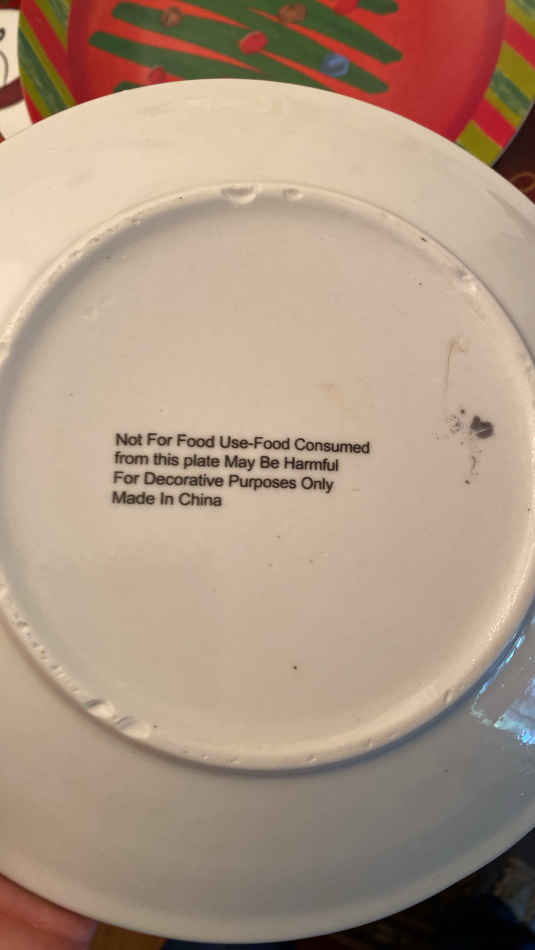 Not For Food Use-Food Consumed
from this plate May Be Harmful
For Decorative Purposes Only
Made In China